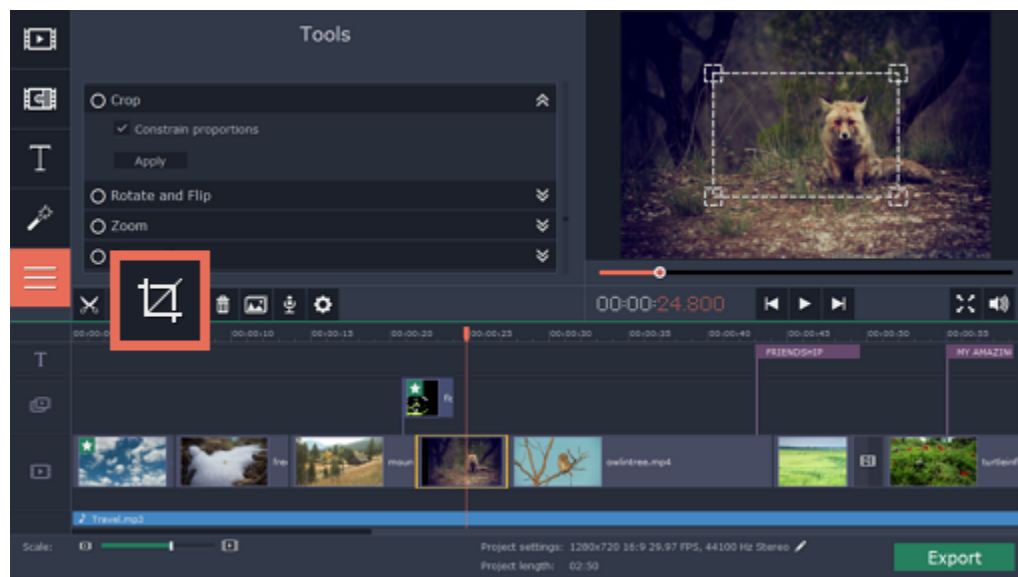 Tools
Crop
Constrain proportions
Apply
Rotate and Flip
Zoom
T
00:00:24.800
00:00:10
00:00:15
00:00:20
00:00:25
00:00:30
00:00:35
00:00:40
00:00:45
00:00:50
00:00:55
T
FRIENDSHIP
MY AMAZIN
owlintree.mp4
Travel.mp3
Scale:
Project settings: 1280x720 16:9 29.97 FPS, 44100 Hz Stereo
Project length: 02:50
Export